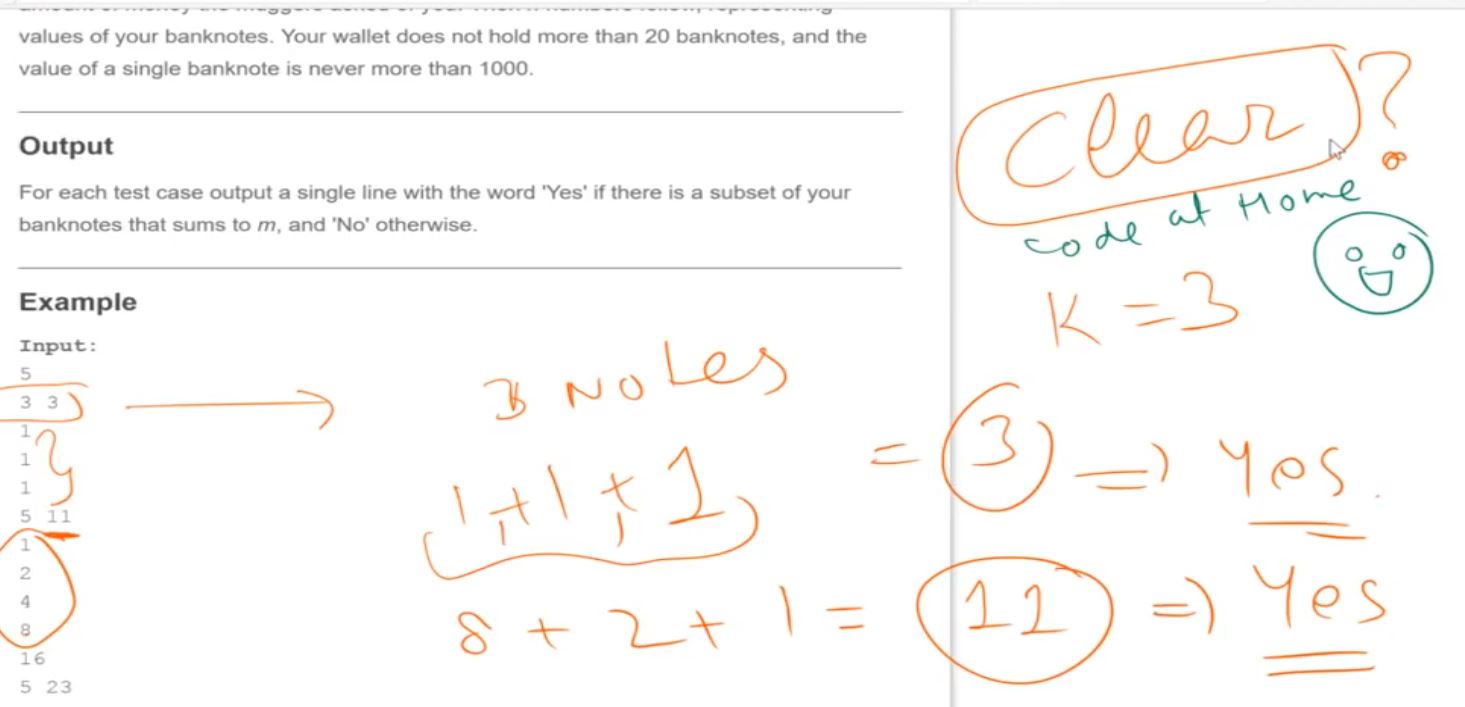 values of your banknotes. Your wallet does not hold more than 20 banknotes, and the
value of a single banknote is never more than 1000.
Output
For each test case output a single line with the word 'Yes' if there is a subset of your
banknotes that sums to m, and 'No' otherwise.
Example
Input:
5
3 3
1
1
1
5 11
1
2
4
8
16
5 23
Clear ?
code at Home
K = 3
3 Notes
1 + 1 + 1 = 3 => Yes.
8 + 2 + 1 = 11 => Yes